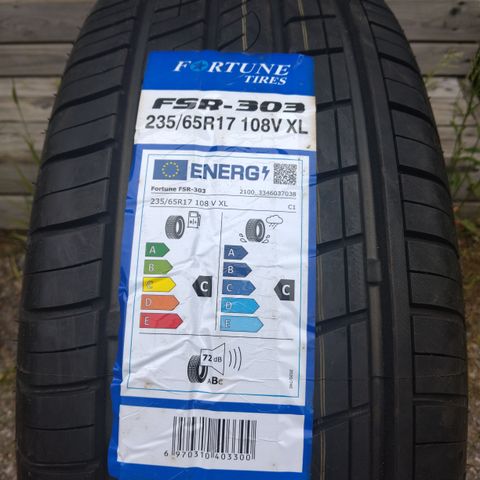 FORTUNE
TIRES
FSR-303
235/65R17 108V XL
ENERG
Fortune FSR-303
2100_3346037038
235/65R17 108 V XL
C1
A
B
C
D
E
C
A
B
C
D
E
C
72 dB
ABC
6 970310 403300